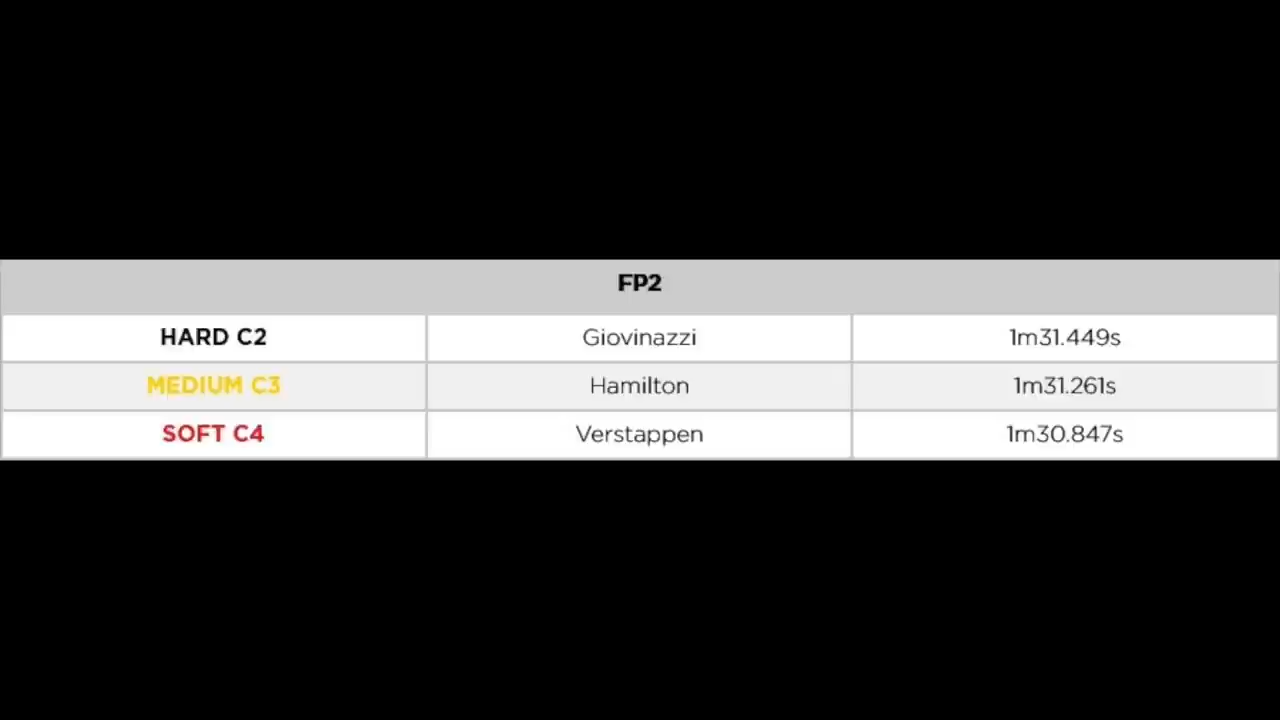 FP2
HARD C2 Giovinazzi 1m31.449s
MEDIUM C3 Hamilton 1m31.261s
SOFT C4 Verstappen 1m30.847s